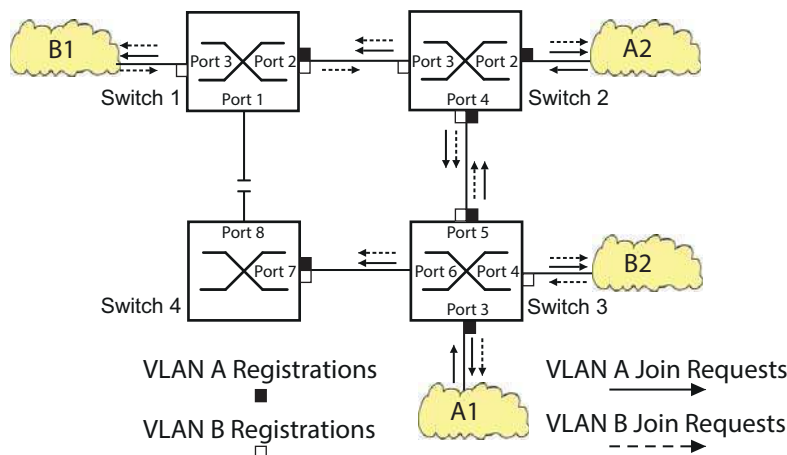 B1
A2
Port 3
Port 2
Port 3
Port 2
Switch 1
Port 1
Port 4
Switch 2
Port 8
Port 5
Port 7
Port 6
Port 4
B2
Switch 4
Port 3
Switch 3
VLAN A Registrations
VLAN A Join Requests
A1
VLAN B Registrations
VLAN B Join Requests